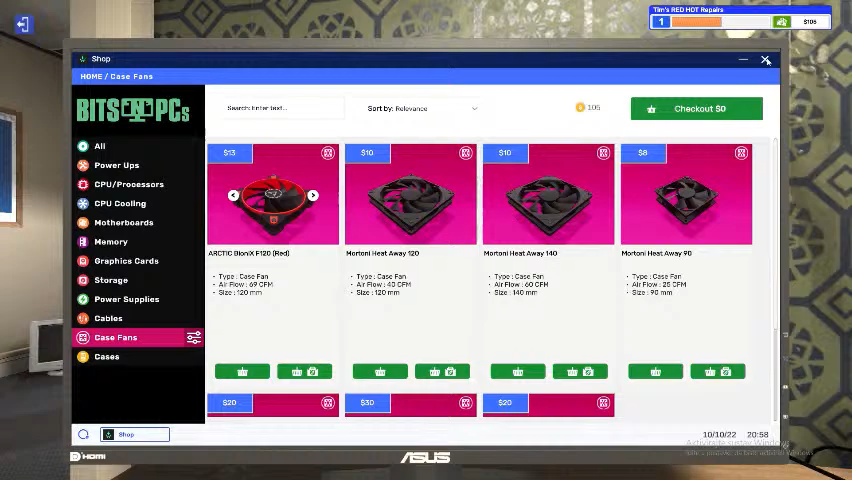 Tim's RED HOT Repairs
1
$105
Shop
HOME / Case Fans
BITS N PCs
Search: Enter text...
Sort by: Relevance
105
Checkout $0
All
Power Ups
CPU/Processors
CPU Cooling
Motherboards
Memory
Graphics Cards
Storage
Power Supplies
Cables
Case Fans
Cases
$13
ARCTIC BioniX F120 (Red)
• Type : Case Fan
• Air Flow : 69 CFM
• Size : 120 mm
$10
Mortoni Heat Away 120
• Type : Case Fan
• Air Flow : 40 CFM
• Size : 120 mm
$10
Mortoni Heat Away 140
• Type : Case Fan
• Air Flow : 60 CFM
• Size : 140 mm
$8
Mortoni Heat Away 90
• Type : Case Fan
• Air Flow : 25 CFM
• Size : 90 mm
$20
$30
$20
Shop
10/10/22 20:58
HDMI
ASUS